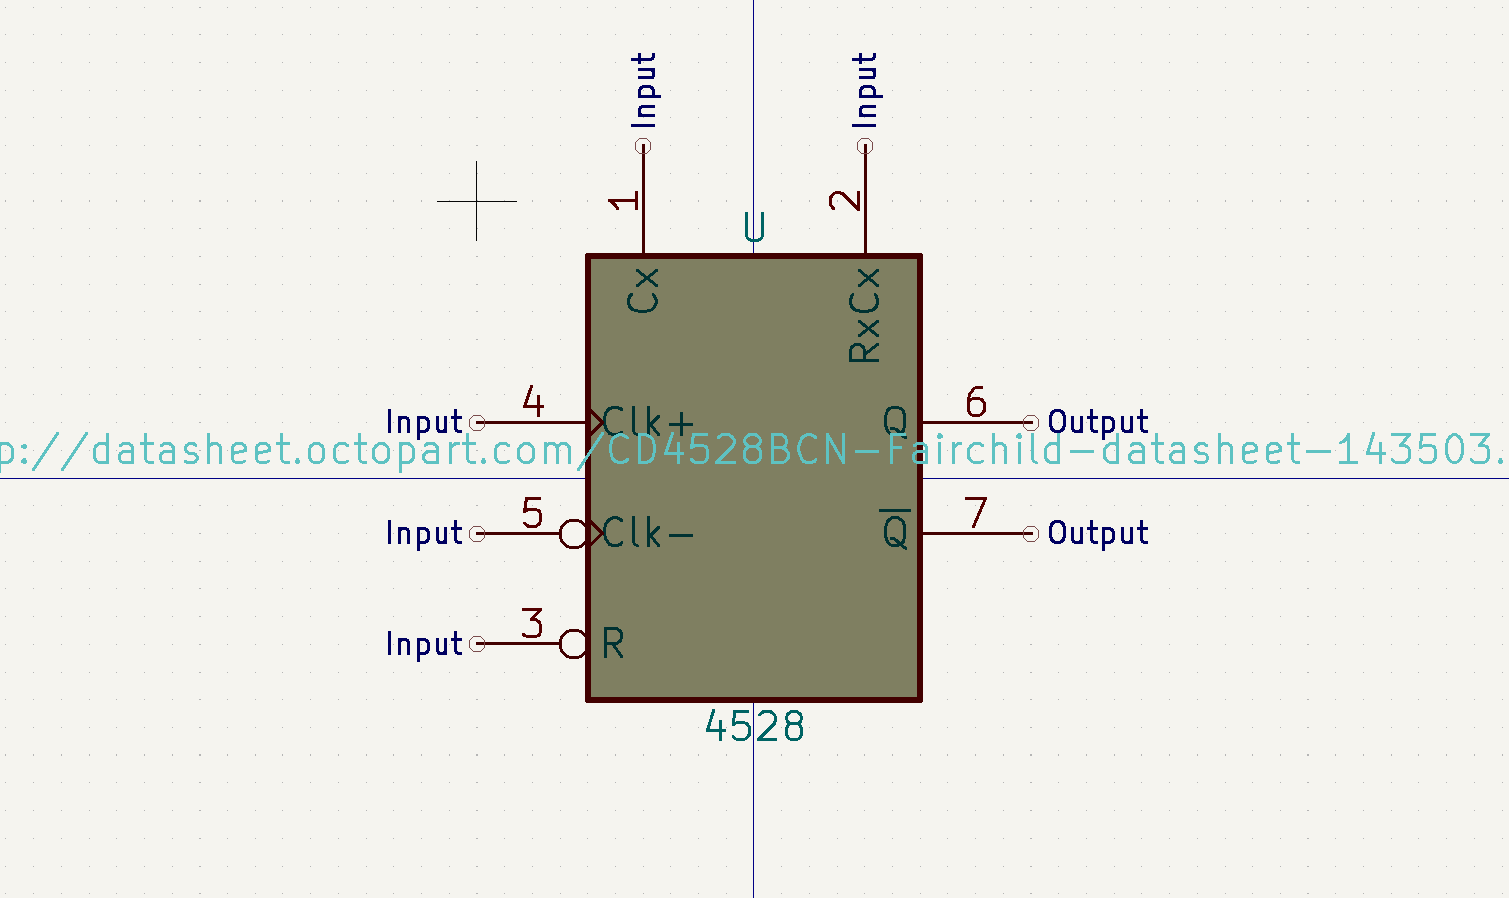 Input
Input
1
2
U
Cx
RxCx
4
6
Input
Clk+
Q
Output
p://datasheet.octopart.com/CD4528BCN-Fairchild-datasheet-143503.
5
7
Input
Clk-
Q
Output
3
Input
R
4528